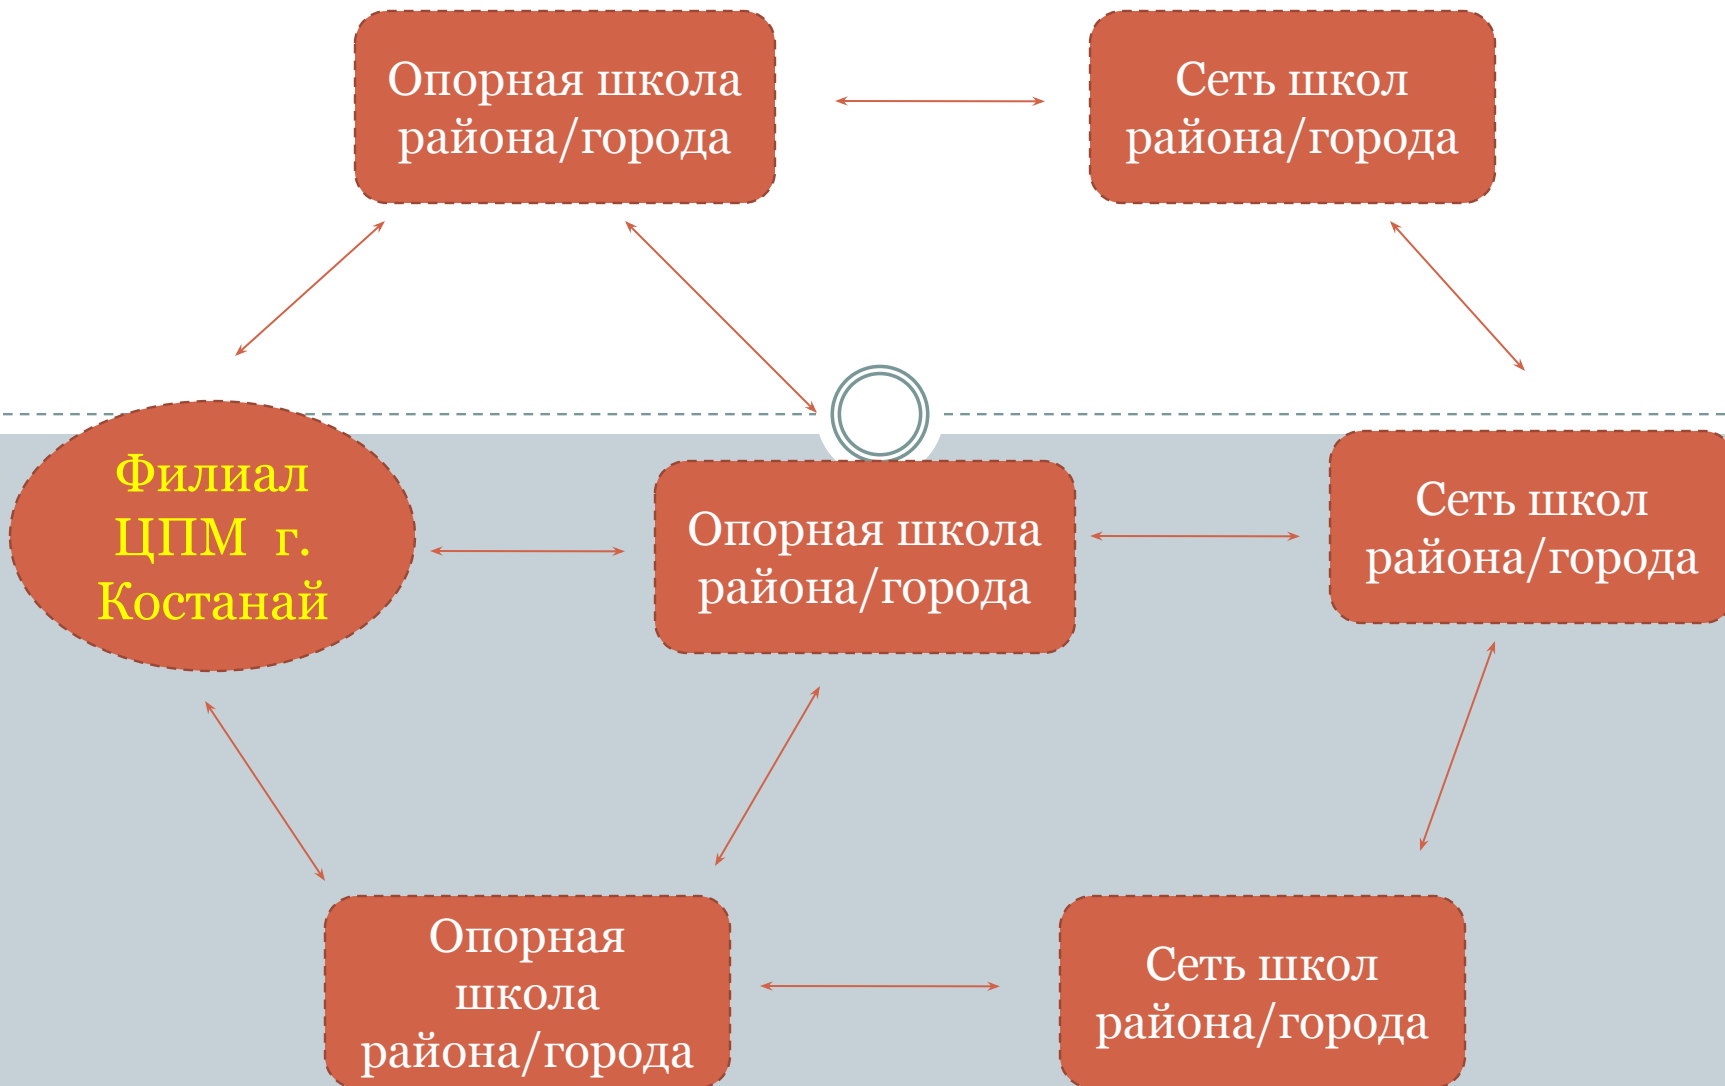 Опорная школа
района/города
Сеть школ
района/города
Филиал
ЦПМ г.
Костанай
Опорная школа
района/города
Сеть школ
района/города
Опорная
школа
района/города
Сеть школ
района/города